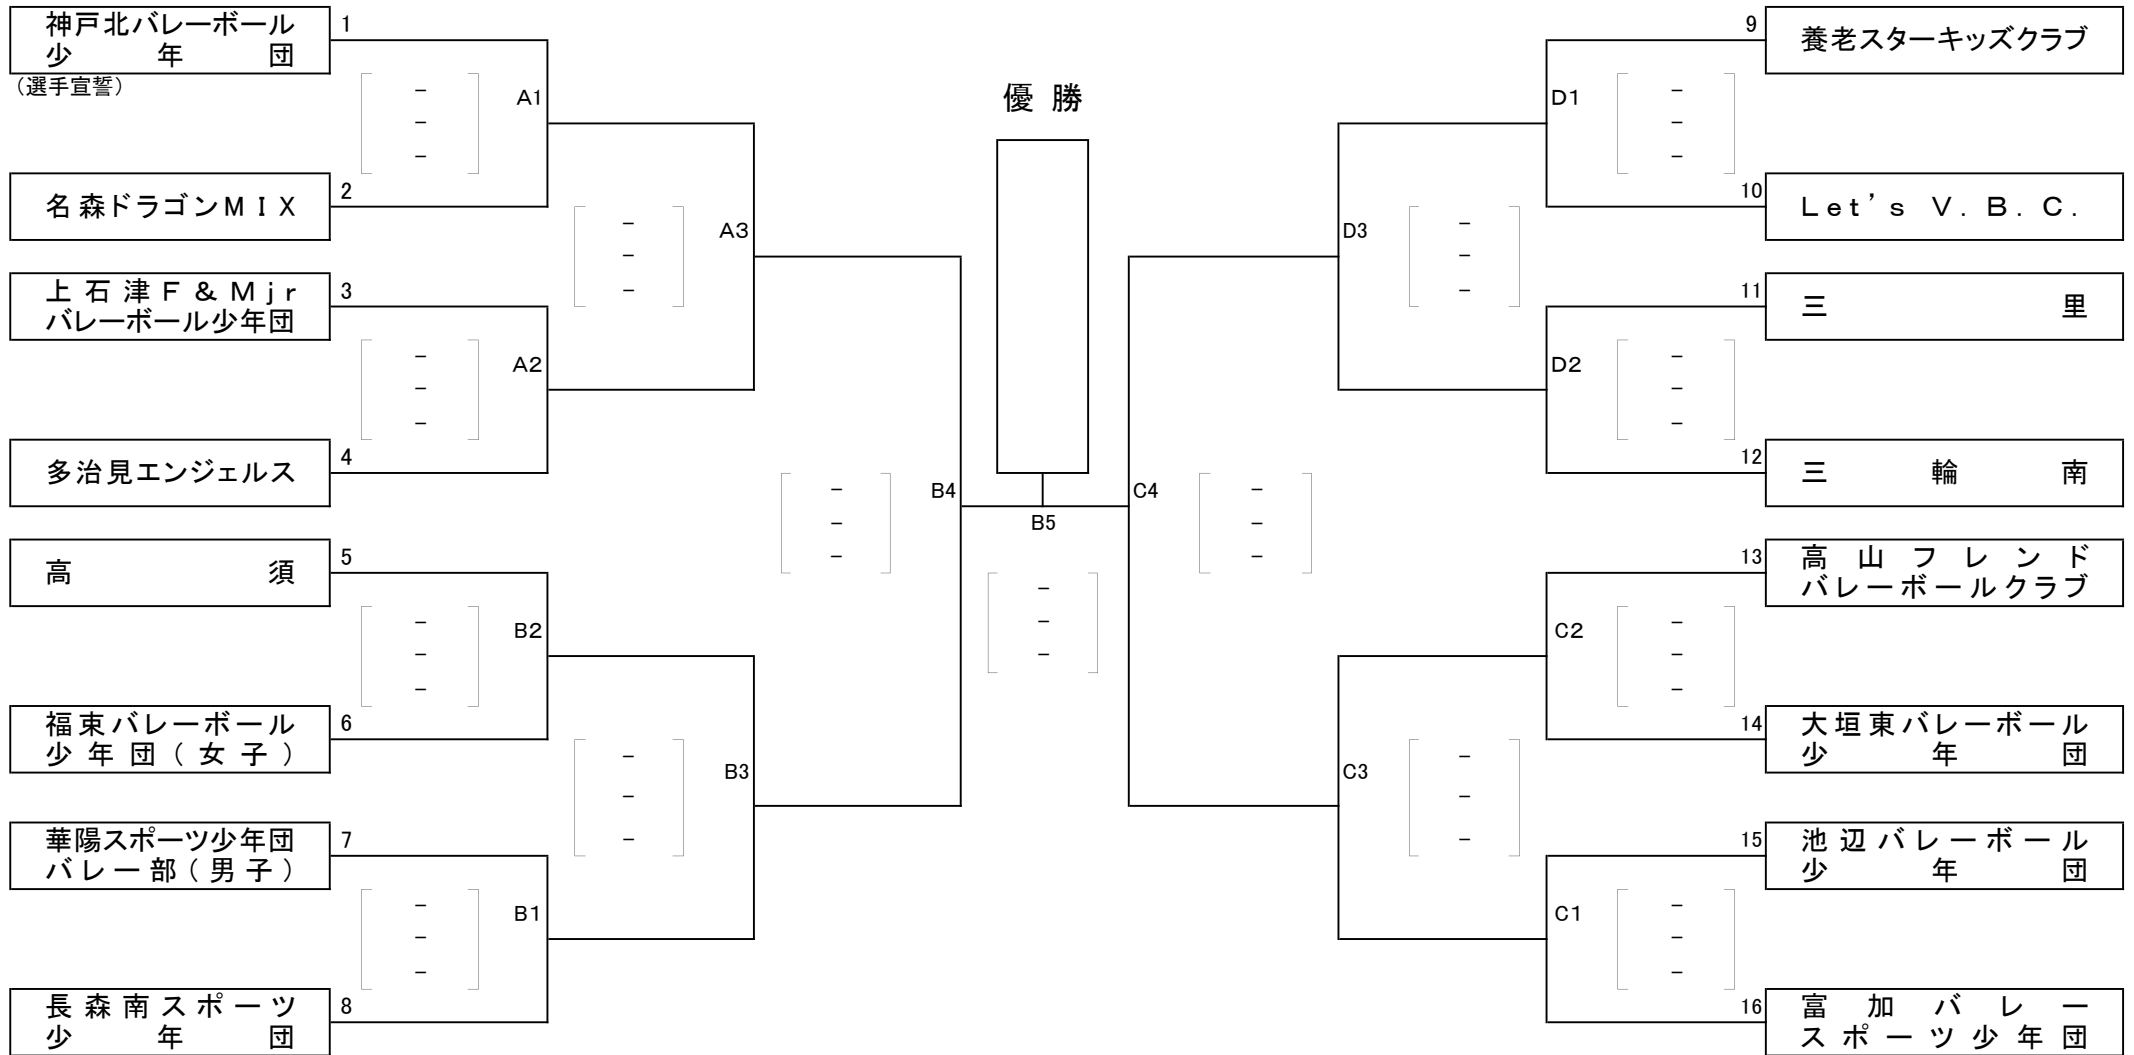 神戸北バレーボール
少年団
1
(選手宣誓)
-
-
-
A1
名森ドラゴンMIX
2
-
-
-
A3
上石津F&Mjr
バレーボール少年団
3
-
-
-
A2
多治見エンジェルス
4
-
-
-
B4
高須
5
-
-
-
B2
福束バレーボール
少年団(女子)
6
-
-
-
B3
華陽スポーツ少年団
バレー部(男子)
7
-
-
-
B1
長森南スポーツ
少年団
8
優勝
B5
-
-
-
9
養老スターキッズクラブ
D1
-
-
-
10
Let's V.B.C.
D3
-
-
-
11
三里
D2
-
-
-
12
三輪南
C4
-
-
-
13
高山フレンド
バレーボールクラブ
C2
-
-
-
14
大垣東バレーボール
少年団
C3
-
-
-
15
池辺バレーボール
少年団
C1
-
-
-
16
富加バレー
スポーツ少年団